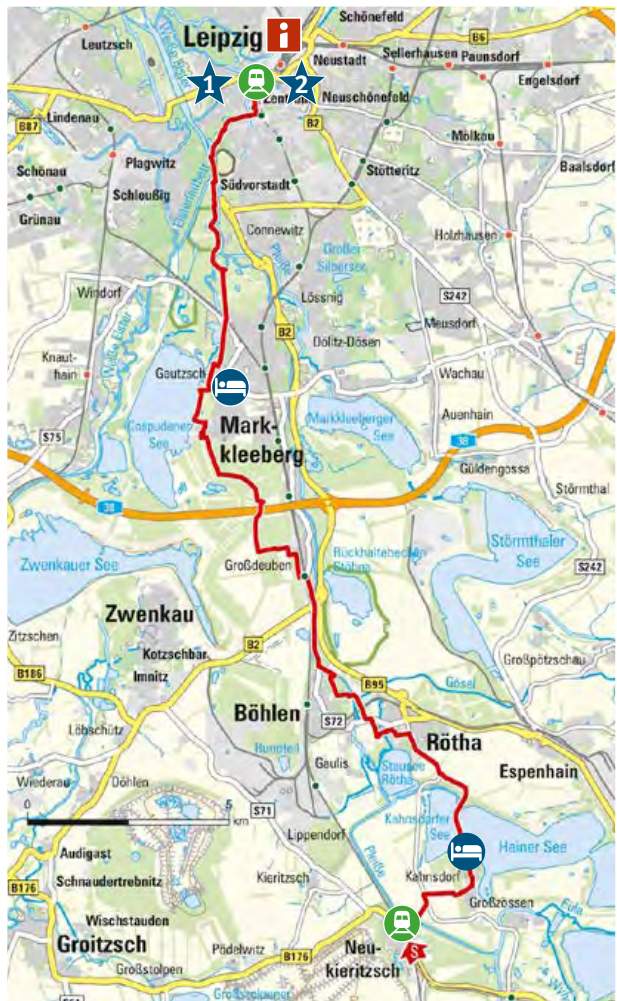 Schönefeld
Leutzsch
Leipzig
i
B6
Neustadt
Sellerhausen
Paunsdorf
Engelsdorf
1
2
Neuschönefeld
Lindenau
B87
B2
Mölkau
Plagwitz
Stötteritz
Baalsdorf
Schönau
Schleußig
Südvorstadt
Grünau
Connewitz
Pleiße
Großer
Silbersee
Holzhausen
Windorf
Lössnig
S242
Meusdorf
Weiße Elster
B2
Dölitz-Dösen
Knaut-
hain
Gautzsch
Wachau
Auenhain
Cospudener
See
Mark-
kleeberg
Markkleeberger
See
S75
38
Güldengossa
Störmthal
38
Störmthaler
See
Rückhaltebecken
Stöhna
Großdeuben
Zwenkauer See
S242
Zwenkau
Zitzschen
Kotzschbar
B2
Großpötzschau
B186
Imnitz
B95
Gösel
Böhlen
S72
Löbschütz
Rötha
Gaulis
Stausee
Rötha
Espenhain
Wiederau
Döhlen
0
5
km
S71
Kahnsdorfer
See
Lippendorf
Hainer See
Audigast
Pleiße
Schnaudertrebnitz
Kieritzsch
Kahnsdorf
B176
Großzössen
Wischstauden
Eula
Groitzsch
Pödelwitz
Neu-
kieritzsch
S
Großstolpen
B176